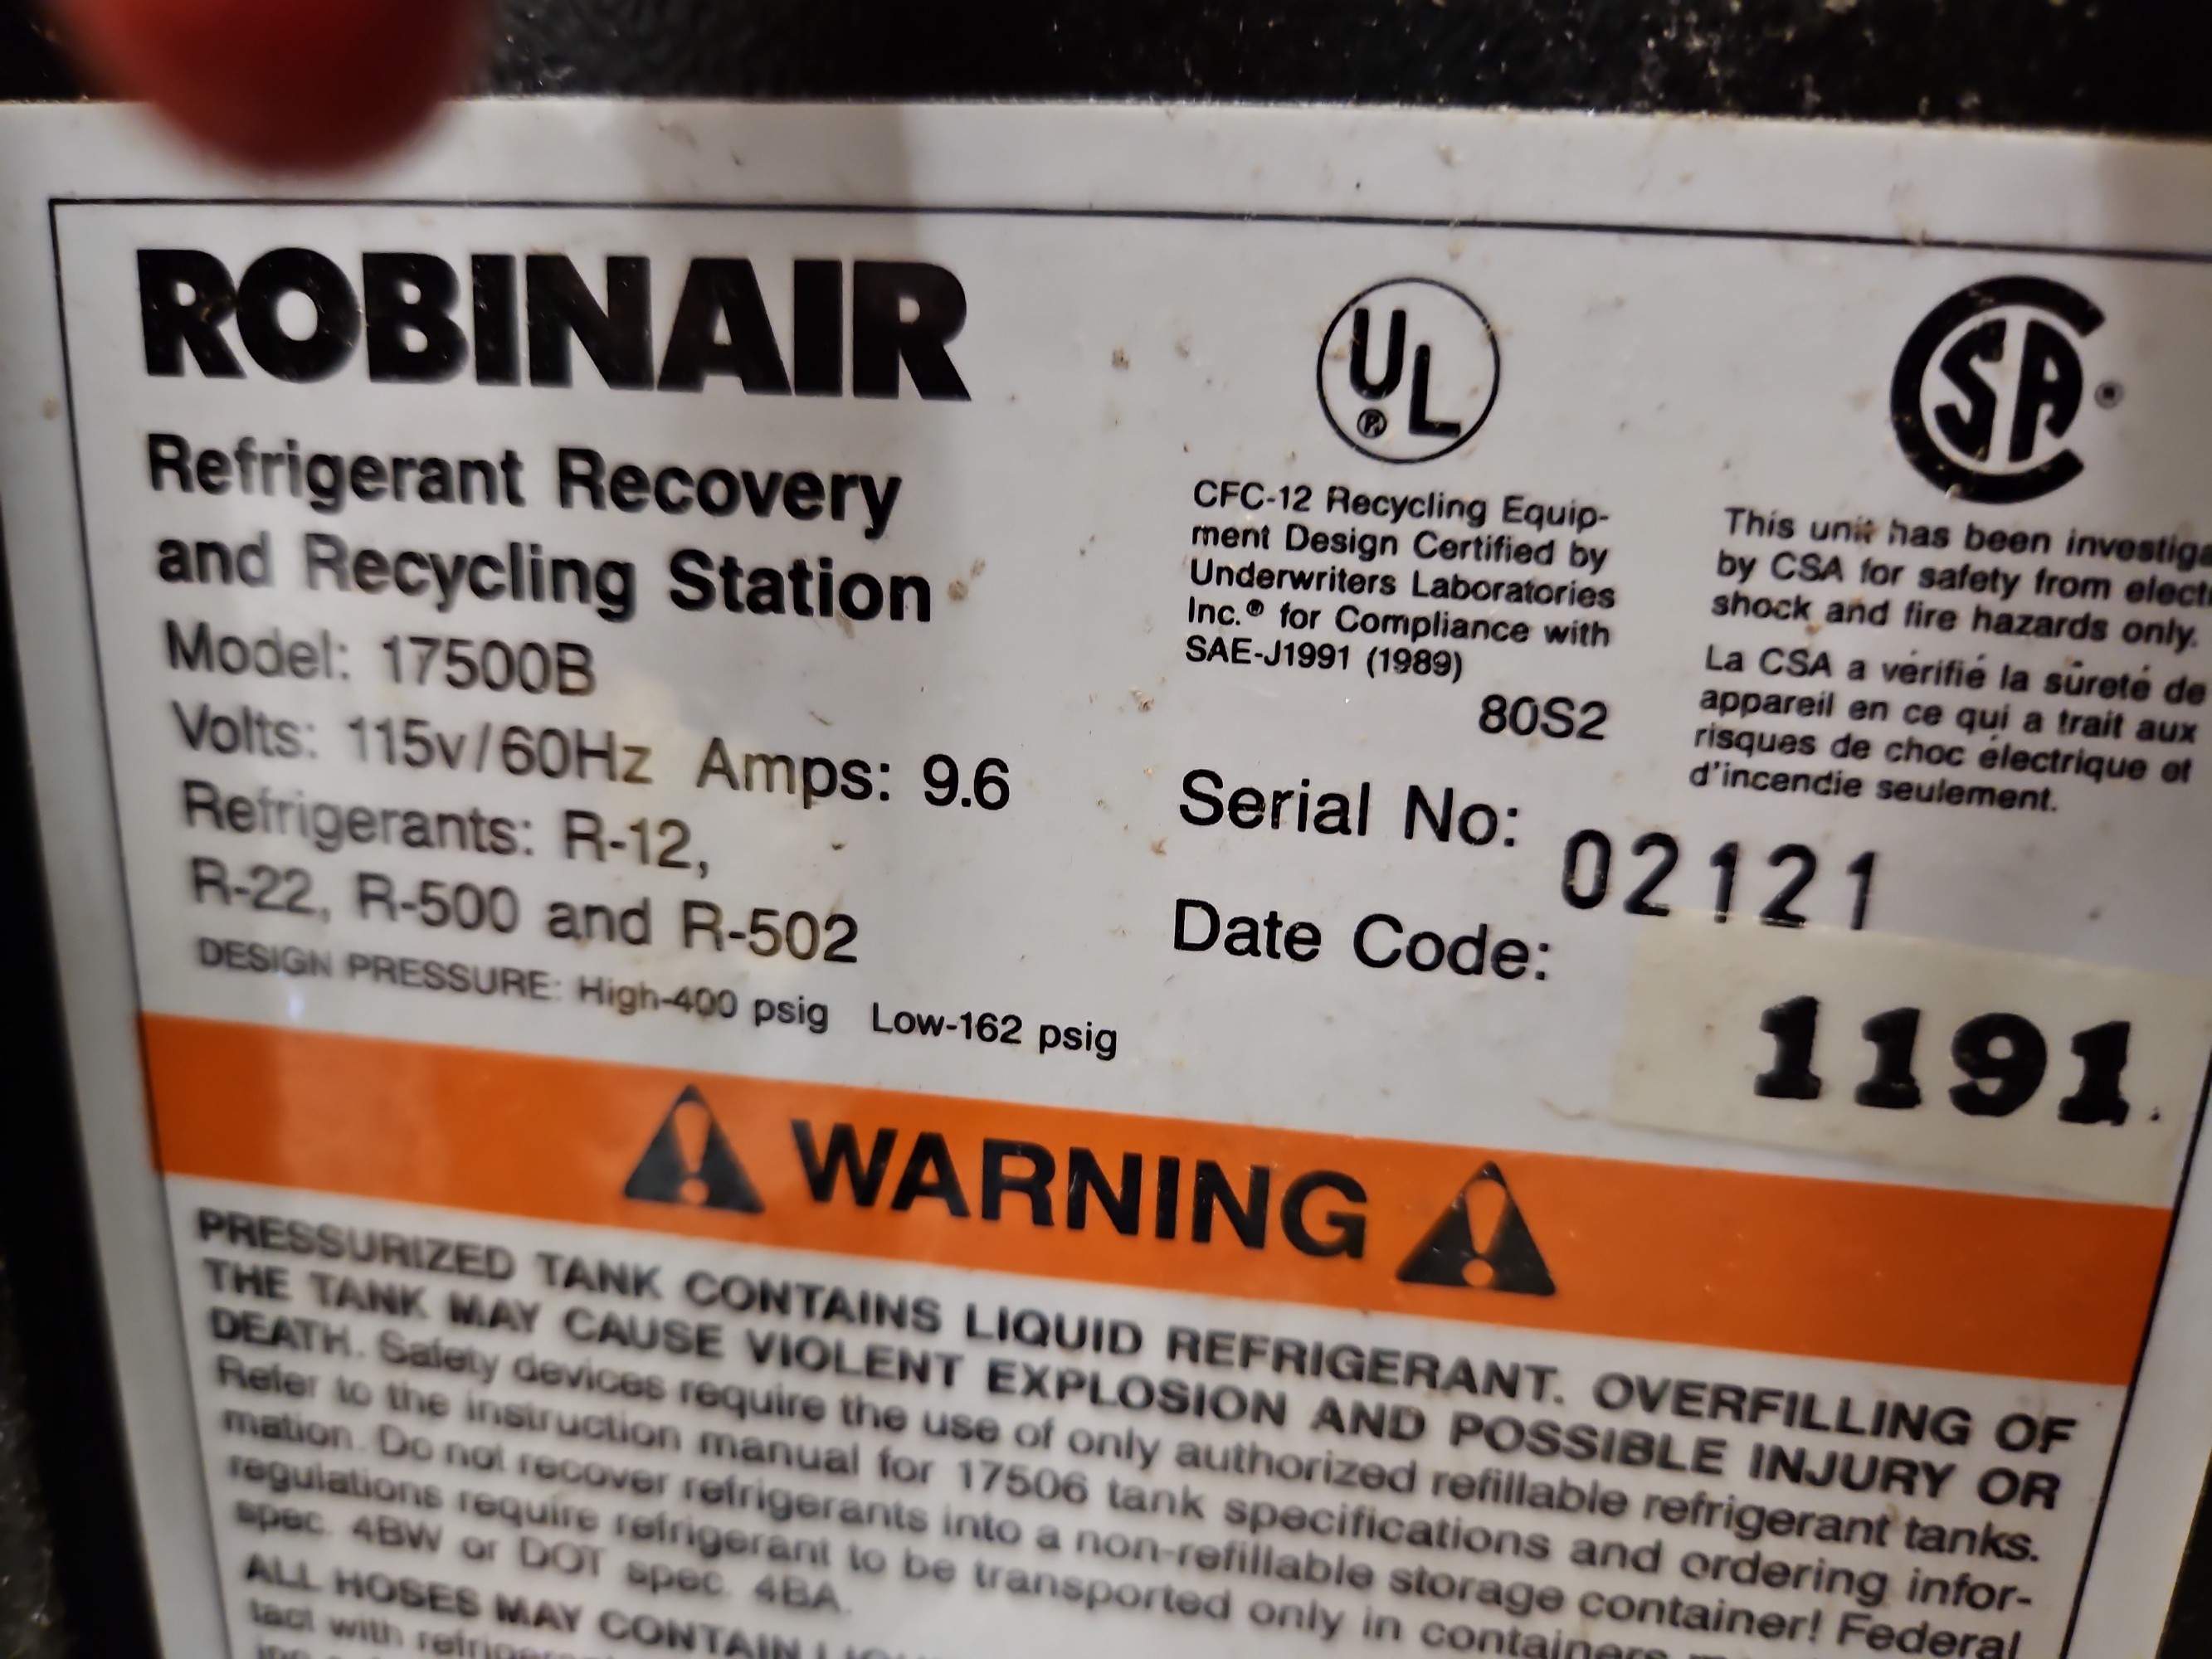 ROBINAIR
Refrigerant Recovery
and Recycling Station
Model: 17500B
Volts: 115v/60Hz Amps: 9.6
Refrigerants: R-12,
R-22, R-500 and R-502
DESIGN PRESSURE: High-400 psig Low-162 psig
UL
CFC-12 Recycling Equip-
ment Design Certified by
Underwriters Laboratories
Inc.® for Compliance with
SAE-J1991 (1989)
80S2
Serial No: 02121
Date Code: 1191
CSA®
This unit has been
by CSA for safety from
shock and fire hazards only.
La CSA a vérifié la sûreté de
appareil en ce qui a trait aux
risques de choc électrique et
d'incendie seulement.
WARNING
PRESSURIZED TANK CONTAINS LIQUID REFRIGERANT. OVERFILLING OF
THE TANK MAY CAUSE VIOLENT EXPLOSION AND POSSIBLE INJURY OR
DEATH. Safety devices require the use of only authorized refillable refrigerant tanks.
Refer to the instruction manual for 17506 tank specifications and ordering infor-
mation. Do not recover refrigerants into a non-refillable storage container! Federal
regulations require refrigerant to be transported only in containers
spec. 4BW or DOT spec. 4BA.
ALL HOSES MAY CONTAIN
tact with